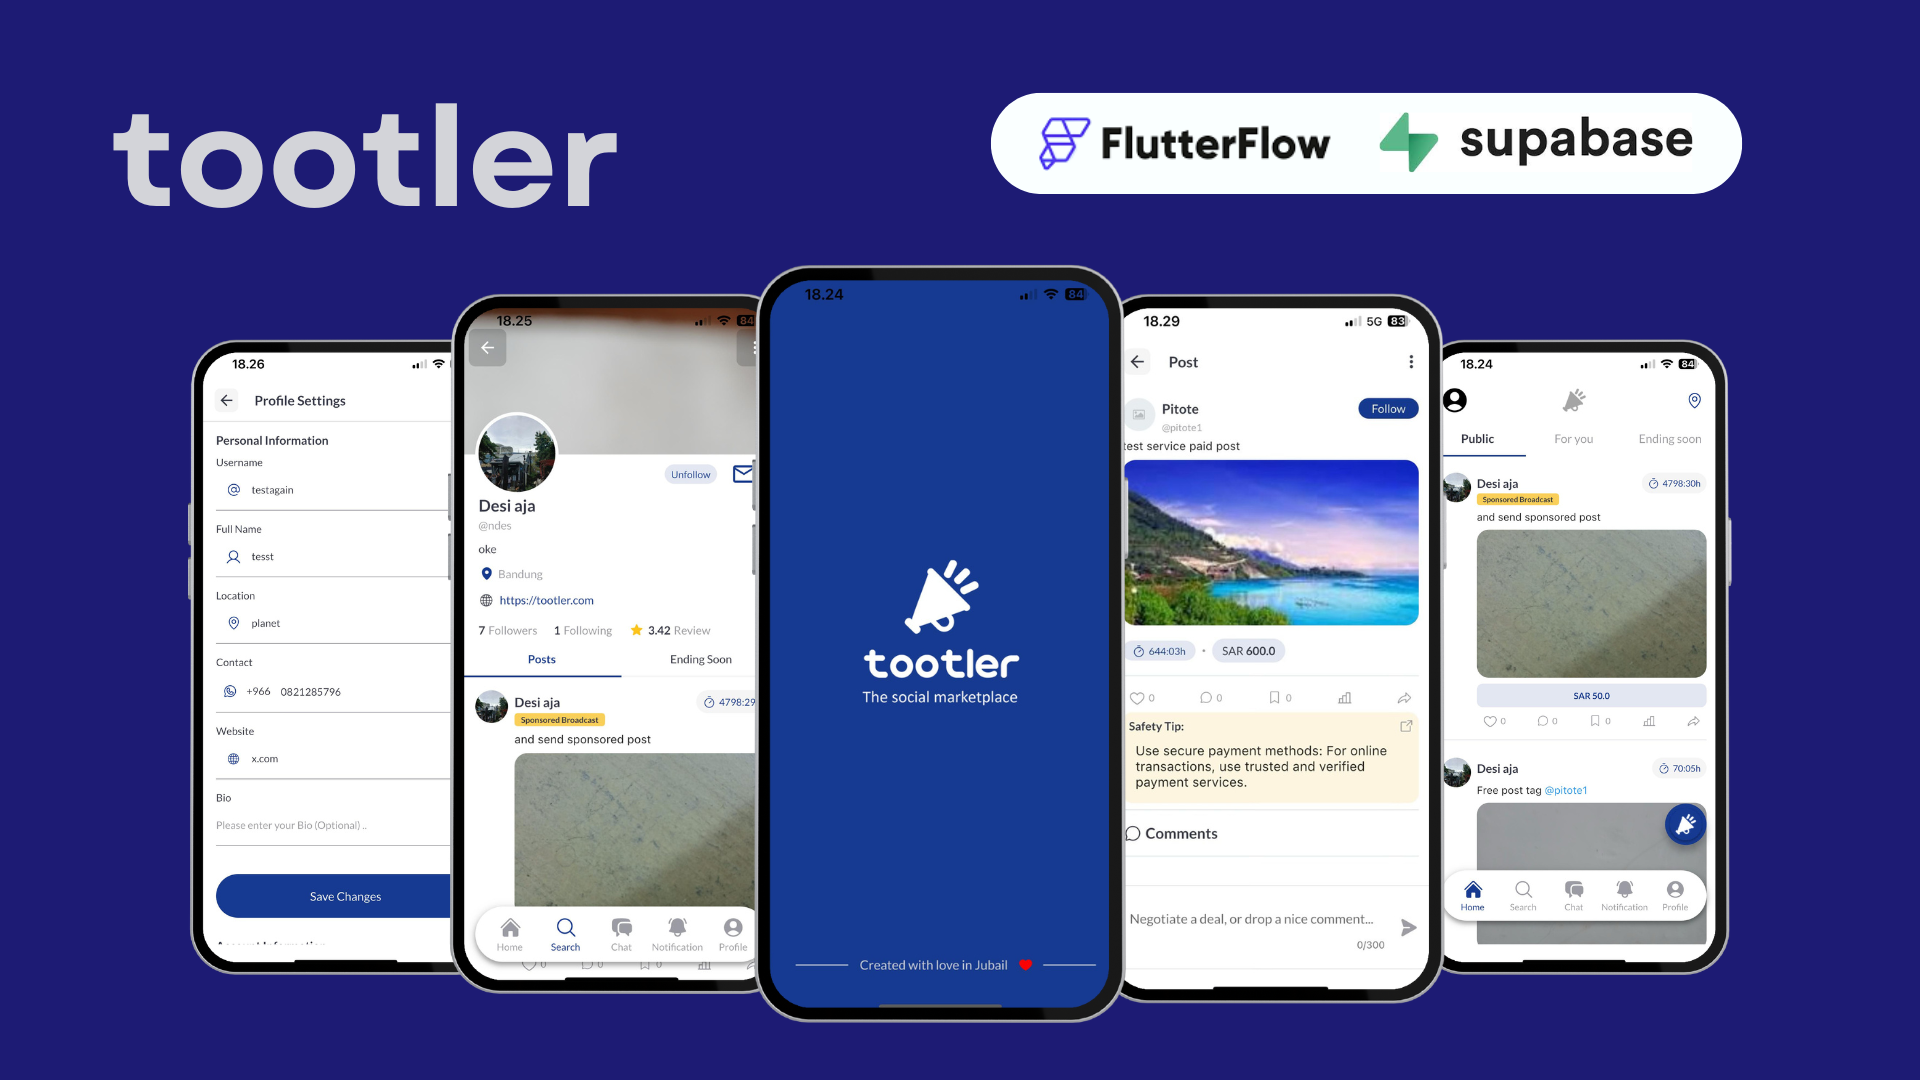 tootler
FlutterFlow supabase
18.26
Profile Settings
Personal Information
Username
testagain
Full Name
tesst
Location
planet
Contact
+966 0821285796
Website
x.com
Bio
Please enter your Bio (Optional) ..
Save Changes
18.25
84
Unfollow
Desi aja
@ndes
oke
Bandung
https://tootler.com
7 Followers 1 Following 3.42 Review
Posts Ending Soon
Desi aja 4798:29
Sponsored Broadcast
and send sponsored post
Home Search Chat Notification Profile
0 0 0
18.24 84
tootler
The social marketplace
Created with love in Jubail
18.29 5G 83
Post
Pitote Follow
@pitote1
test service paid post
644:03h • SAR 600.0
0 0 0
Safety Tip:
Use secure payment methods: For online
transactions, use trusted and verified
payment services.
Comments
Negotiate a deal, or drop a nice comment...
0/300
18.24 84
Public For you Ending soon
Desi aja 4798:30h
Sponsored Broadcast
and send sponsored post
SAR 50.0
0 0 0
Desi aja 70:05h
Free post tag @pitote1
Home Search Chat Notification Profile